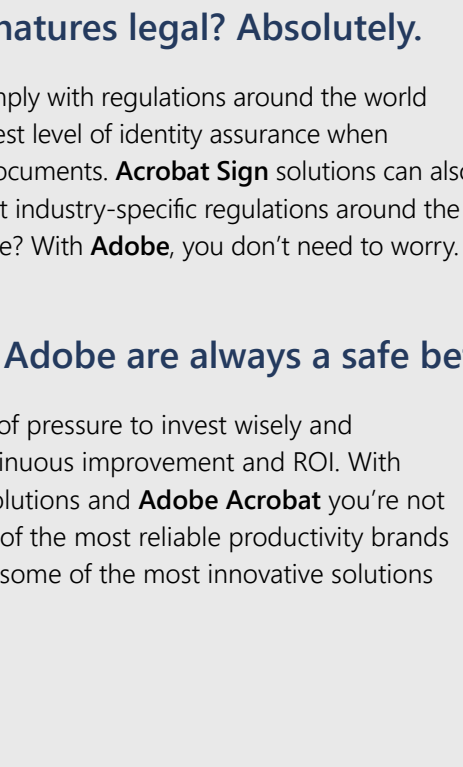 natures legal? Absolutely.
mply with regulations around the world
est level of identity assurance when
ocuments. Acrobat Sign solutions can also
t industry-specific regulations around the
e? With Adobe, you don't need to worry.
Adobe are always a safe be
of pressure to invest wisely and
inuous improvement and ROI. With
olutions and Adobe Acrobat you're not
of the most reliable productivity brands
some of the most innovative solutions